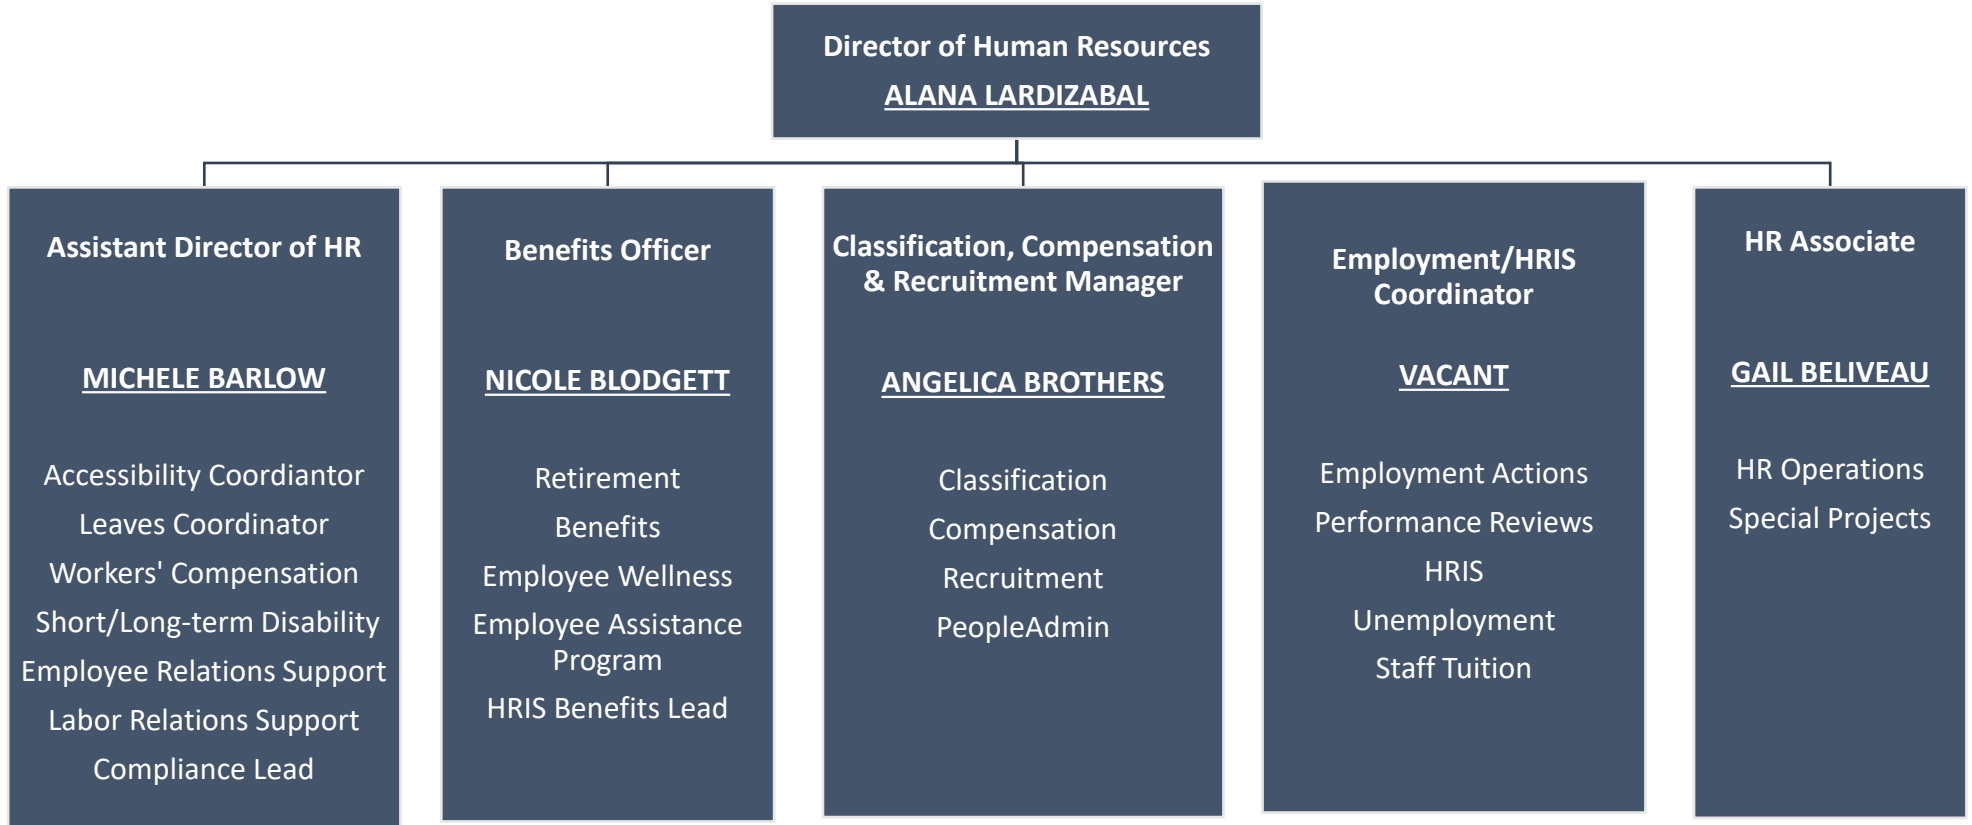 Director of Human Resources
ALANA LARDIZABAL
Assistant Director of HR
MICHELE BARLOW
Accessibility Coordiantor
Leaves Coordinator
Workers' Compensation
Short/Long-term Disability
Employee Relations Support
Labor Relations Support
Compliance Lead
Benefits Officer
NICOLE BLODGETT
Retirement
Benefits
Employee Wellness
Employee Assistance
Program
HRIS Benefits Lead
Classification, Compensation
& Recruitment Manager
ANGELICA BROTHERS
Classification
Compensation
Recruitment
PeopleAdmin
Employment/HRIS
Coordinator
VACANT
Employment Actions
Performance Reviews
HRIS
Unemployment
Staff Tuition
HR Associate
GAIL BELIVEAU
HR Operations
Special Projects